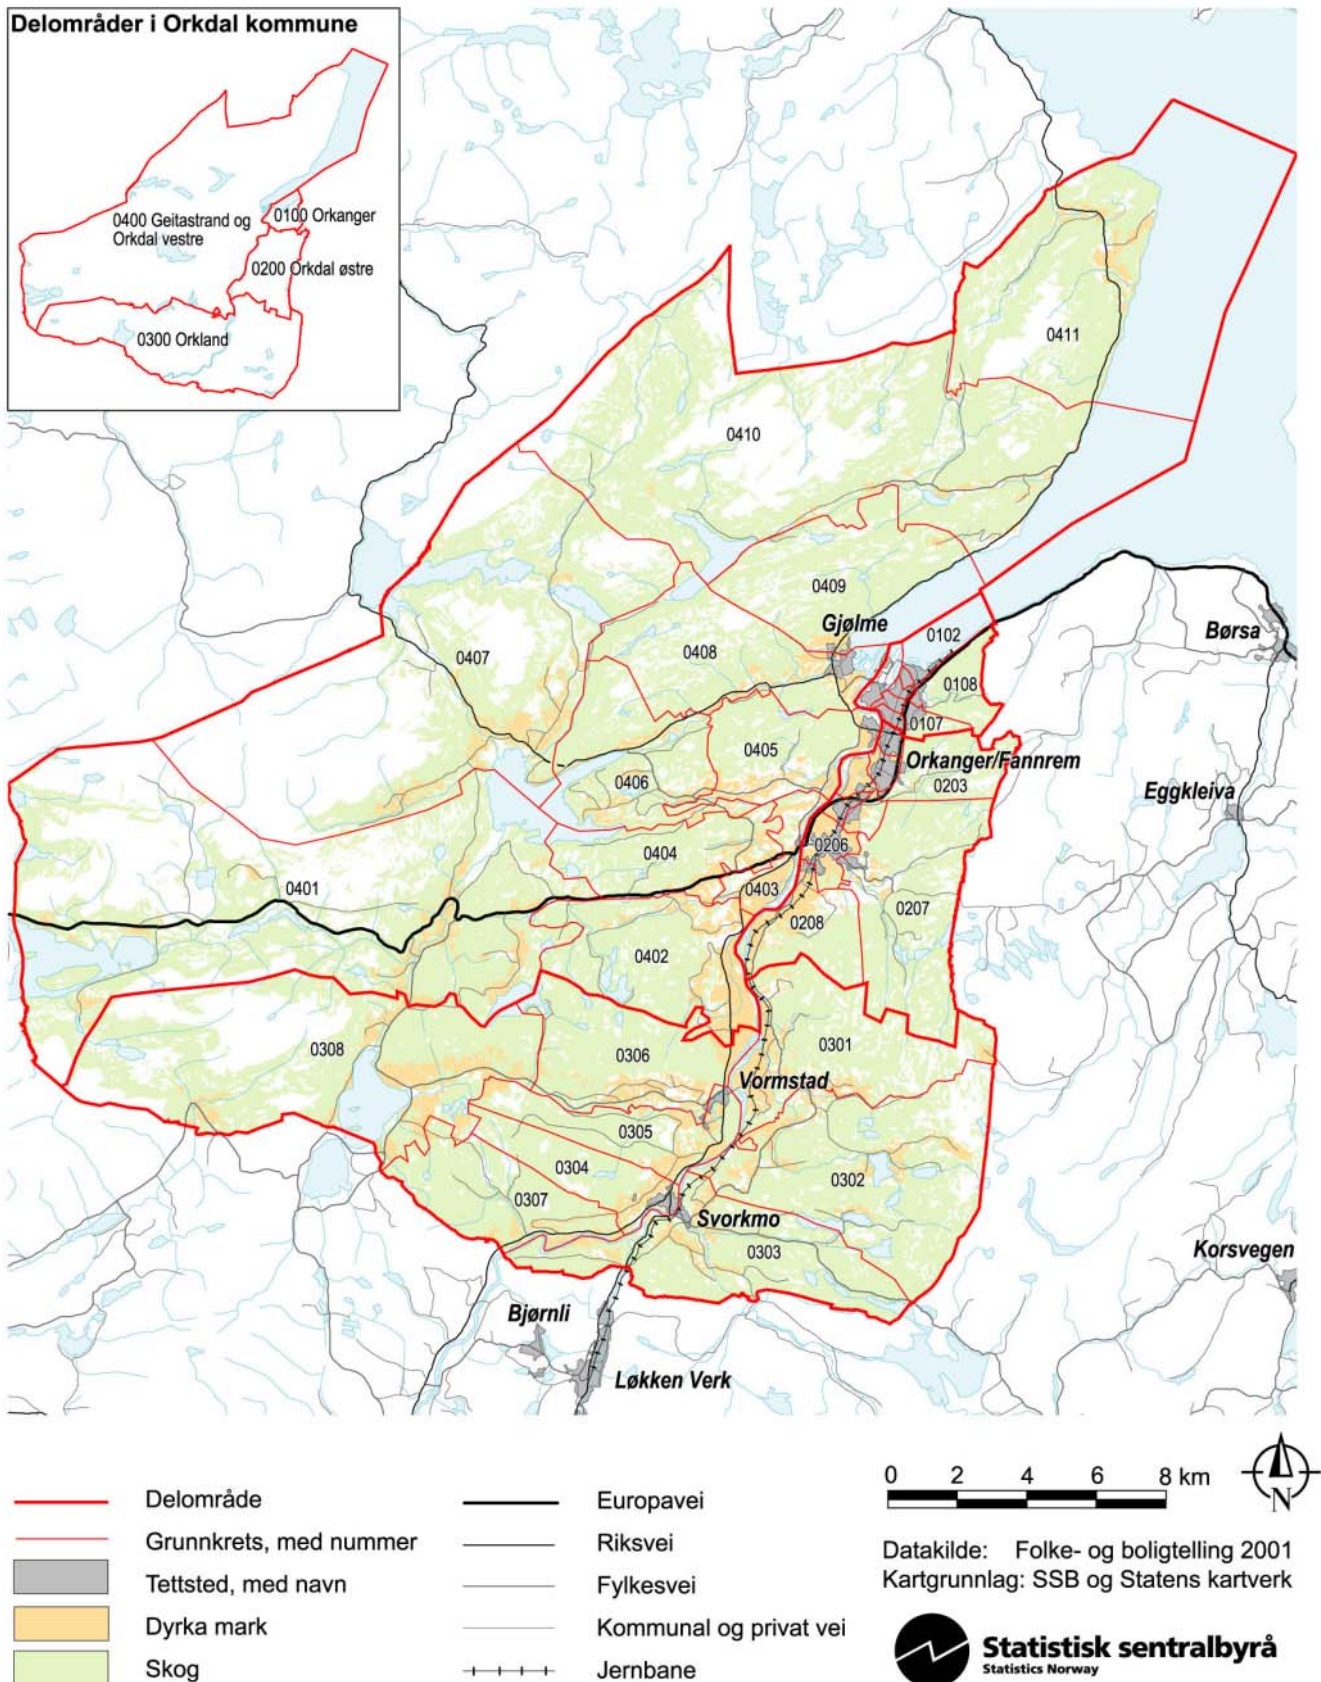 Delområder i Orkdal kommune
0400 Geitastrand og
Orkdal vestre
0100 Orkanger
0200 Orkdal østre
0300 Orkland
0411
0410
0409
Gjølme
0102
Børsa
0407
0408
0108
0107
0405
Orkanger/Fannrem
0406
0203
Eggkleiva
0404
0206
0401
0403
0207
0208
0402
0308
0306
0301
Vormstad
0305
0304
0302
0307
Svorkmo
0303
Korsvegen
Bjørnli
Løkken Verk
Delområde
Grunnkrets, med nummer
Tettsted, med navn
Dyrka mark
Skog
Europavei
Riksvei
Fylkesvei
Kommunal og privat vei
Jernbane
0 2 4 6 8 km
N
Datakilde: Folke- og boligtelling 2001
Kartgrunnlag: SSB og Statens kartverk
Statistisk sentralbyrå
Statistics Norway